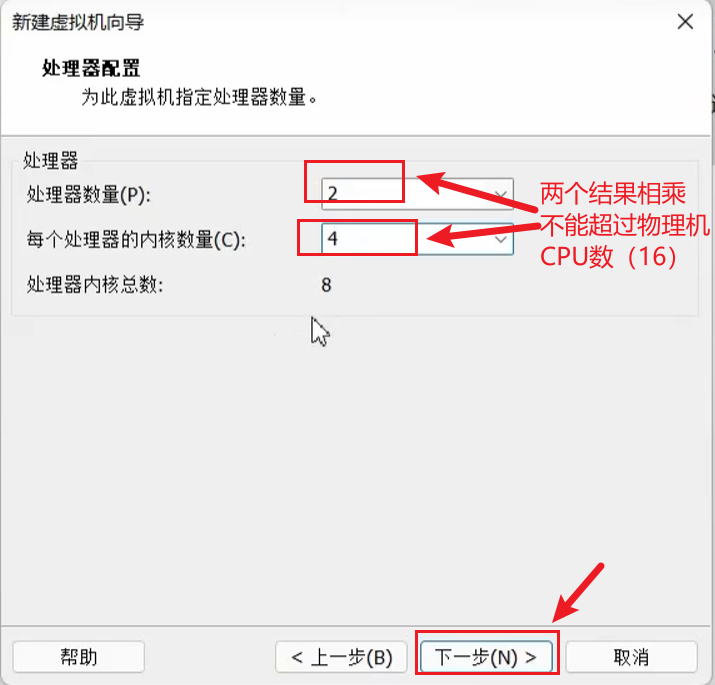 新建虚拟机向导
处理器配置
为此虚拟机指定处理器数量。
处理器
处理器数量(P):
2
每个处理器的内核数量(C):
4
处理器内核总数:
8
两个结果相乘
不能超过物理机
CPU数（16）
帮助
< 上一步(B)
下一步(N) >
取消